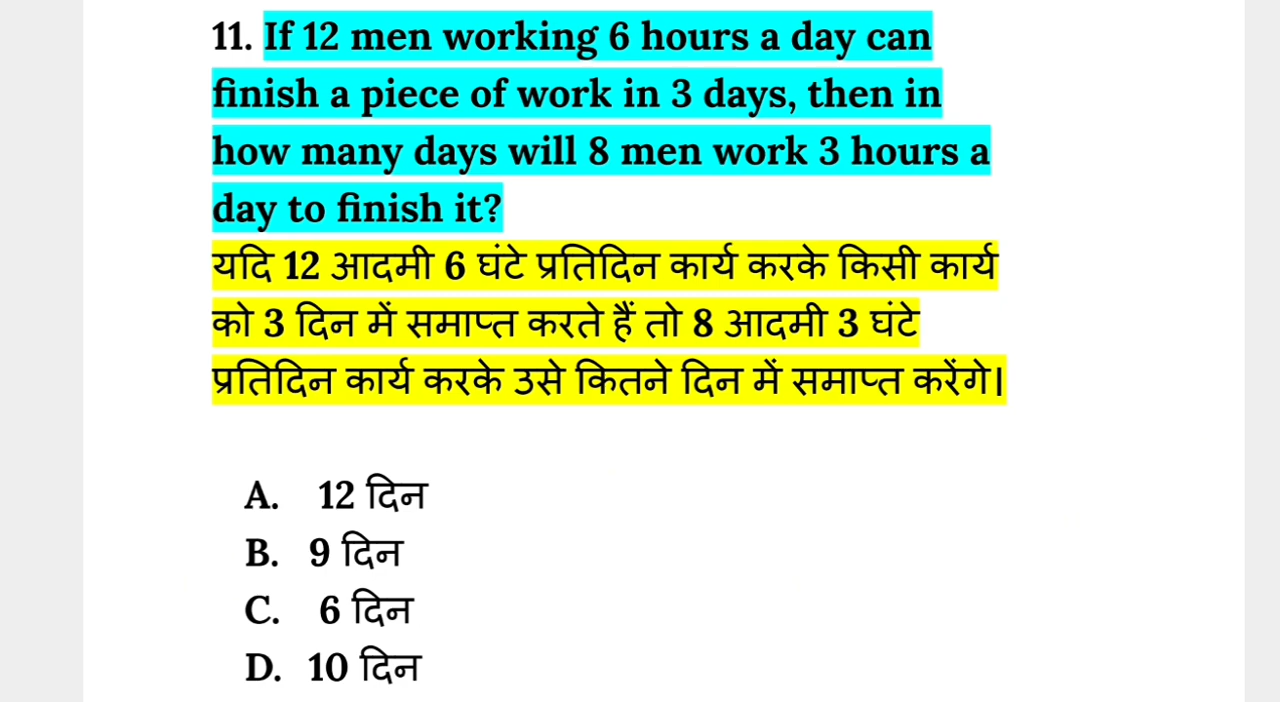 11. If 12 men working 6 hours a day can
finish a piece of work in 3 days, then in
how many days will 8 men work 3 hours a
day to finish it?
यदि 12 आदमी 6 घंटे प्रतिदिन कार्य करके किसी कार्य
को 3 दिन में समाप्त करते हैं तो 8 आदमी 3 घंटे
प्रतिदिन कार्य करके उसे कितने दिन में समाप्त करेंगे।
A. 12 दिन
B. 9 दिन
C. 6 दिन
D. 10 दिन